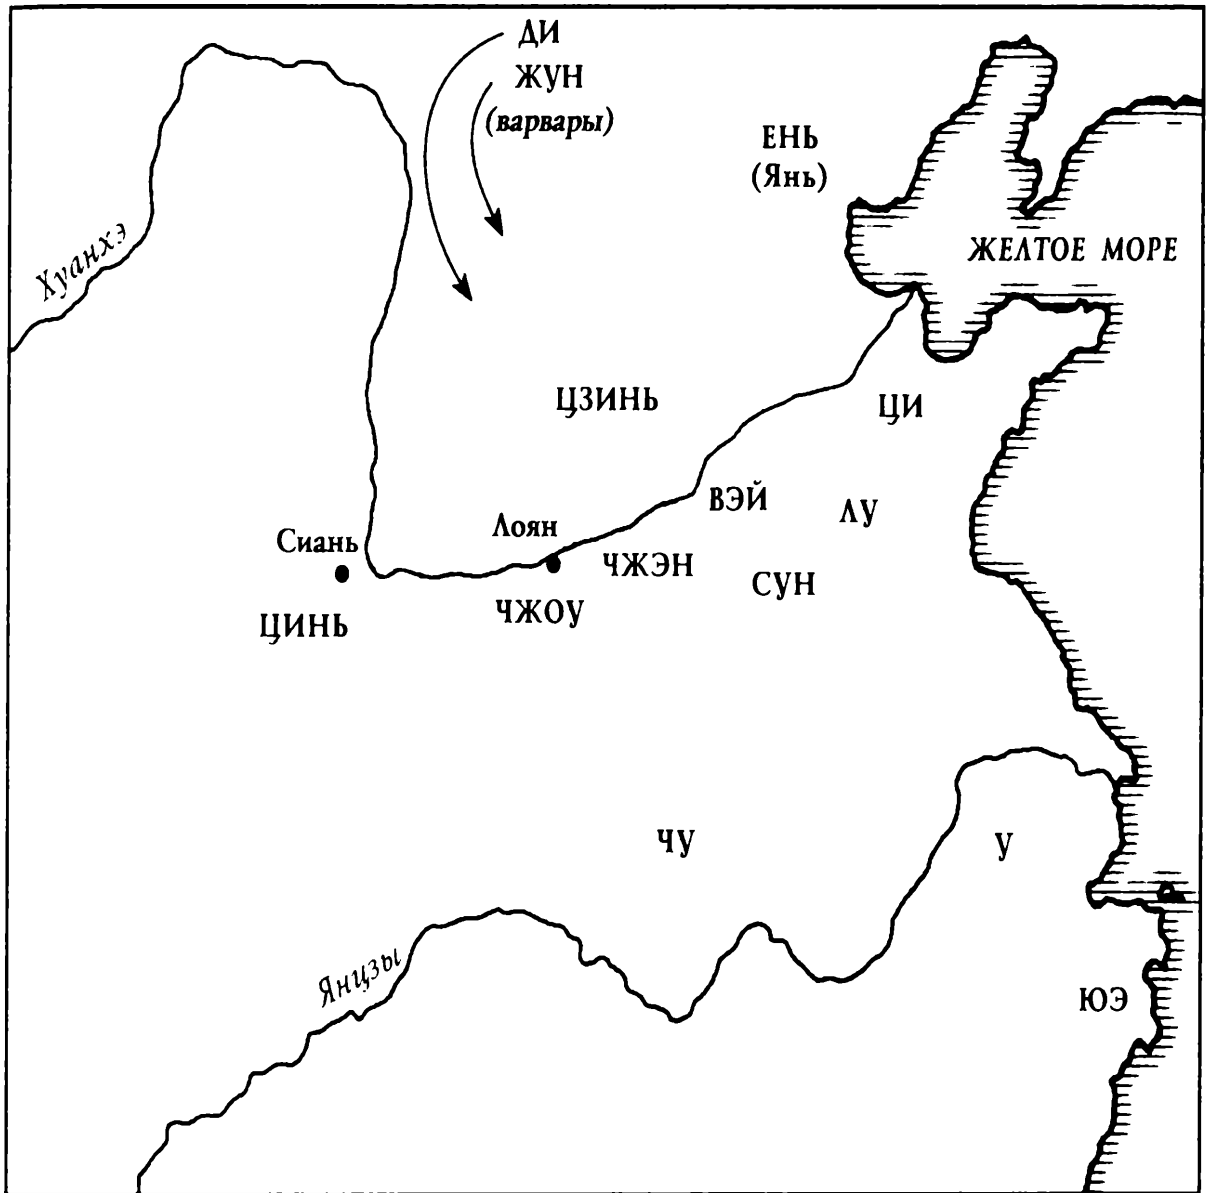 ДИ
ЖУН
(варвары)
ЕНЬ
(Янь)
Хуанхэ
ЖЕЛТОЕ МОРЕ
ЦЗИНЬ
ЦИ
ВЭЙ
ЛУ
Лоян
Сиань
ЧЖЭН
СУН
ЧЖОУ
ЦИНЬ
ЧУ
У
Янцзы
ЮЭ